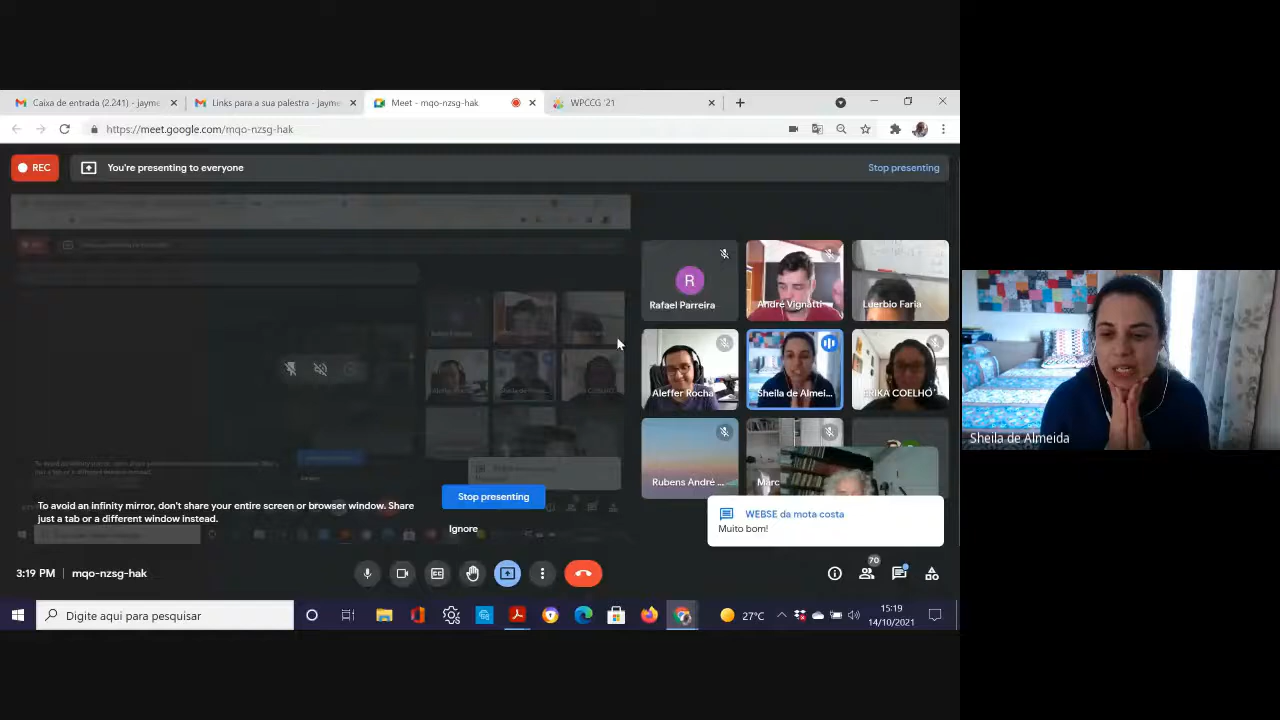 Caixa de entrada (2.241) - jayme
Links para a sua palestra - jayme
Meet - mqo-nzsg-hak
WPCCG '21
https://meet.google.com/mqo-nzsg-hak
REC
You're presenting to everyone
Stop presenting
R
Rafael Parreira
André Vignatti
Luerbio Faria
Aleffer Rocha
Sheila de Almei...
ERIKA COELHO
Rubens André ...
Marc
WEBSE da mota costa
Muito bom!
To avoid an infinity mirror, don't share your entire screen or browser window. Share
just a tab or a different window instead.
Stop presenting
Ignore
3:19 PM | mqo-nzsg-hak
70
Digite aqui para pesquisar
27°C
15:19
14/10/2021
Sheila de Almeida